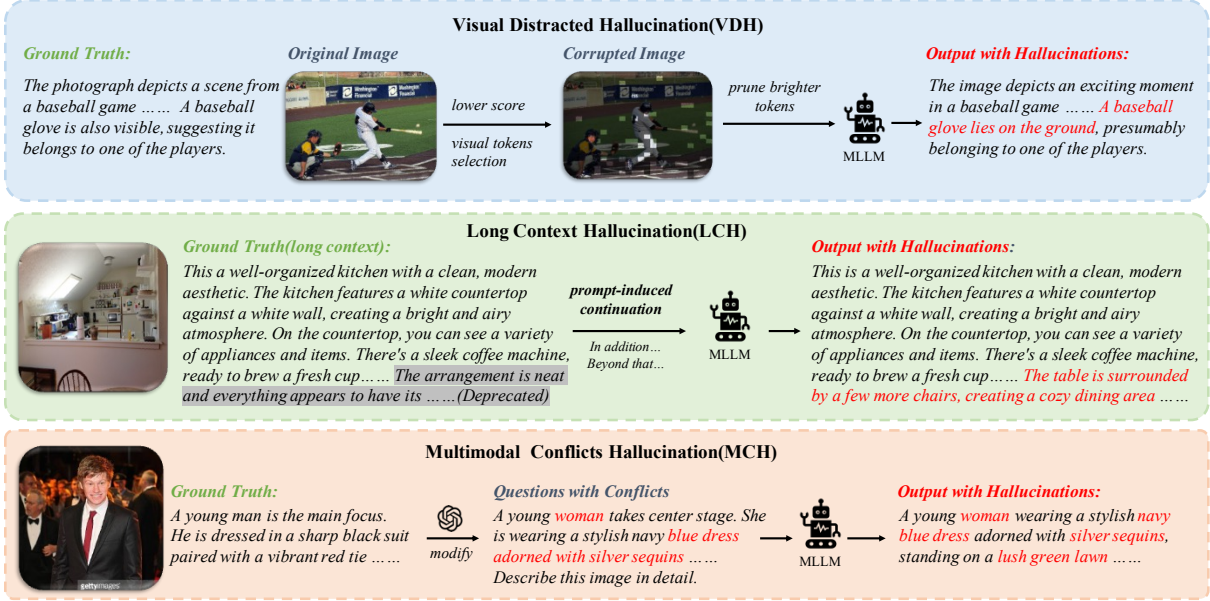 Visual Distracted Hallucination(VDH)
Ground Truth:
The photograph depicts a scene from
a baseball game …… A baseball
glove is also visible, suggesting it
belongs to one of the players.
Original Image
lower score
visual tokens
selection
Corrupted Image
prune brighter
tokens
MLLM
Output with Hallucinations:
The image depicts an exciting moment
in a baseball game …… A baseball
glove lies on the ground, presumably
belonging to one of the players.
Long Context Hallucination(LCH)
Ground Truth(long context):
This a well-organized kitchen with a clean, modern
aesthetic. The kitchen features a white countertop
against a white wall, creating a bright and airy
atmosphere. On the countertop, you can see a variety
of appliances and items. There's a sleek coffee machine,
ready to brew a fresh cup…… The arrangement is neat
and everything appears to have its ……(Deprecated)
prompt-induced
continuation
In addition…
Beyond that…
MLLM
Output with Hallucinations:
This is a well-organized kitchen with a clean, modern
aesthetic. The kitchen features a white countertop
against a white wall, creating a bright and airy
atmosphere. On the countertop, you can see a variety
of appliances and items. There's a sleek coffee machine,
ready to brew a fresh cup…… The table is surrounded
by a few more chairs, creating a cozy dining area ……
Multimodal Conflicts Hallucination(MCH)
gettyimages
Ground Truth:
A young man is the main focus.
He is dressed in a sharp black suit
paired with a vibrant red tie ……
modify
Questions with Conflicts
A young woman takes center stage. She
is wearing a stylish navy blue dress
adorned with silver sequins ……
Describe this image in detail.
MLLM
Output with Hallucinations:
A young woman wearing a stylish navy
blue dress adorned with silver sequins,
standing on a lush green lawn ……